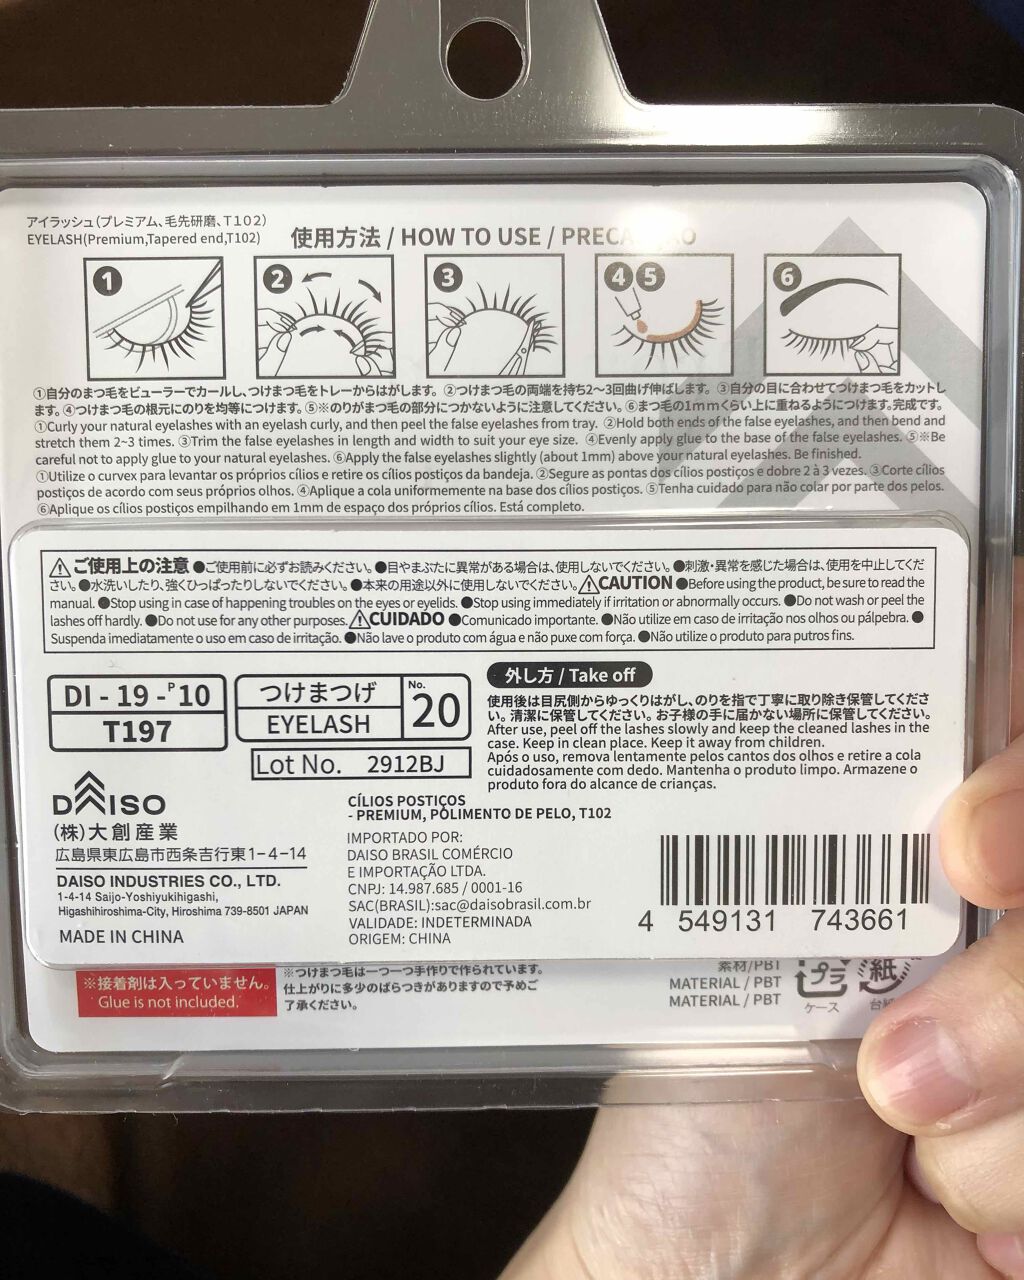 アイラッシュ(プレミアム、毛先研磨、T102)
EYELASH(Premium,Tapered end,T102)
使用方法 / HOW TO USE / PRECAUÇÃO
1
2
3
4 5
6
①自分のまつ毛をビューラーでカールし、つけまつ毛をトレーからはがします。 ②つけまつ毛の両端を持ち2~3回曲げ伸ばします。 ③自分の目に合わせてつけまつ毛をカットし
ます。④つけまつ毛の根元にのりを均等につけます。⑤※のりがまつ毛の部分につかないように注意してください。⑥まつ毛の1mmくらい上に重ねるようにつけます。完成です。
①Curly your natural eyelashes with an eyelash curly, and then peel the false eyelashes from tray. ②Hold both ends of the false eyelashes, and then bend and
stretch them 2~3 times. ③Trim the false eyelashes in length and width to suit your eye size. ④Evenly apply glue to the base of the false eyelashes. ⑤※Be
careful not to apply glue to your natural eyelashes. ⑥Apply the false eyelashes slightly (about 1mm) above your natural eyelashes. Be finished.
①Utilize o curvex para levantar os próprios cílios e retire os cílios postiços da bandeja. ②Segure as pontas dos cílios postiços e dobre 2 à 3 vezes. ③Corte cílios
postiços de acordo com seus próprios olhos. ④Aplique a cola uniformemente na base dos cílios postiços. ⑤Tenha cuidado para não colar por parte dos pelos.
⑥Aplique os cílios postiços empilhando em 1mm de espaço dos próprios cílios. Está completo.
⚠ご使用上の注意 ●ご使用前に必ずお読みください。●目やまぶたに異常がある場合は、使用しないでください。●刺激・異常を感じた場合は、使用を中止してくだ
さい。●水洗いしたり、強くひっぱったりしないでください。●本来の用途以外に使用しないでください。⚠CAUTION ●Before using the product, be sure to read the
manual. ●Stop using in case of happening troubles on the eyes or eyelids. ●Stop using immediately if irritation or abnormally occurs. ●Do not wash or peel the
lashes off hardly. ●Do not use for any other purposes. ⚠CUIDADO ●Comunicado importante. ●Não utilize em caso de irritação nos olhos ou pálpebra. ●
Suspenda imediatamente o uso em caso de irritação. ●Não lave o produto com água e não puxe com força. ●Não utilize o produto para putros fins.
DI - 19 - P 10
T197
つけまつげ
EYELASH
No.
20
Lot No. 2912BJ
外し方 / Take off
使用後は目尻側からゆっくりはがし、のりを指で丁寧に取り除き保管してくださ
い。清潔に保管してください。お子様の手に届かない場所に保管してください。
After use, peel off the lashes slowly and keep the cleaned lashes in the
case. Keep in clean place. Keep it away from children.
Após o uso, remova lentamente pelos cantos dos olhos e retire a cola
cuidadosamente com dedo. Mantenha o produto limpo. Armazene o
produto fora do alcance de crianças.
DAISO
(株)大創産業
広島県東広島市西条吉行東1-4-14
DAISO INDUSTRIES CO., LTD.
1-4-14 Saijo-Yoshiyukihigashi,
Higashihiroshima-City, Hiroshima 739-8501 JAPAN
MADE IN CHINA
CÍLIOS POSTIÇOS
- PREMIUM, POLIMENTO DE PELO, T102
IMPORTADO POR:
DAISO BRASIL COMÉRCIO
E IMPORTAÇÃO LTDA.
CNPJ: 14.987.685 / 0001-16
SAC(BRASIL):sac@daisobrasil.com.br
VALIDADE: INDETERMINADA
ORIGEM: CHINA
4 549131 743661
※接着剤は入っていません。
Glue is not included.
※つけまつ毛は一つ一つ手作りで作られています。
仕上がりに多少のばらつきがありますので予めご
了承ください。
素材/PBT
MATERIAL / PBT
MATERIAL / PBT
プラ
ケース
紙
台紙